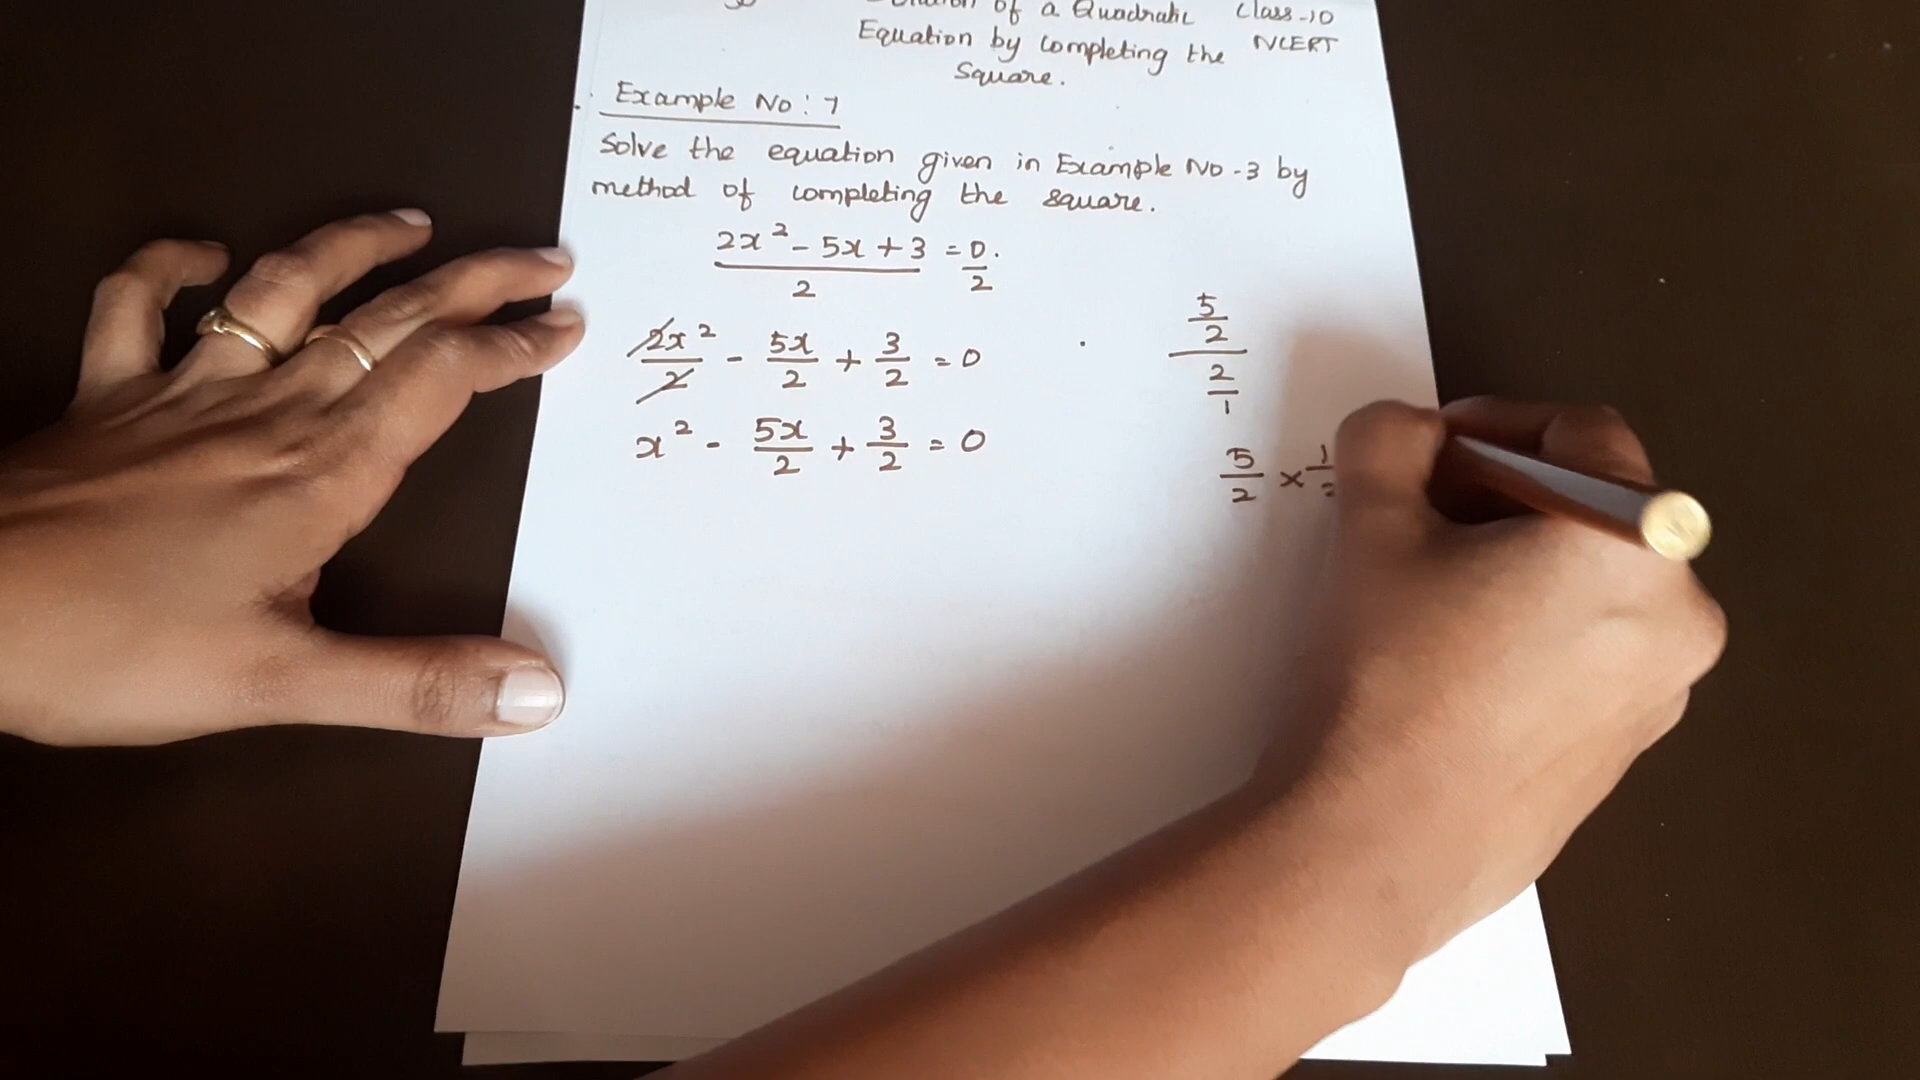 of a Quadratic Class-10
Equation by completing the NCERT
Square.
Example No: 7
Solve the equation given in Example No-3 by
method of completing the square.
2x² - 5x + 3 = 0.
2 2
2x² - 5x + 3 = 0
2 2 2
x² - 5x + 3 = 0
2 2
5
2
2
1
5 × 1
2